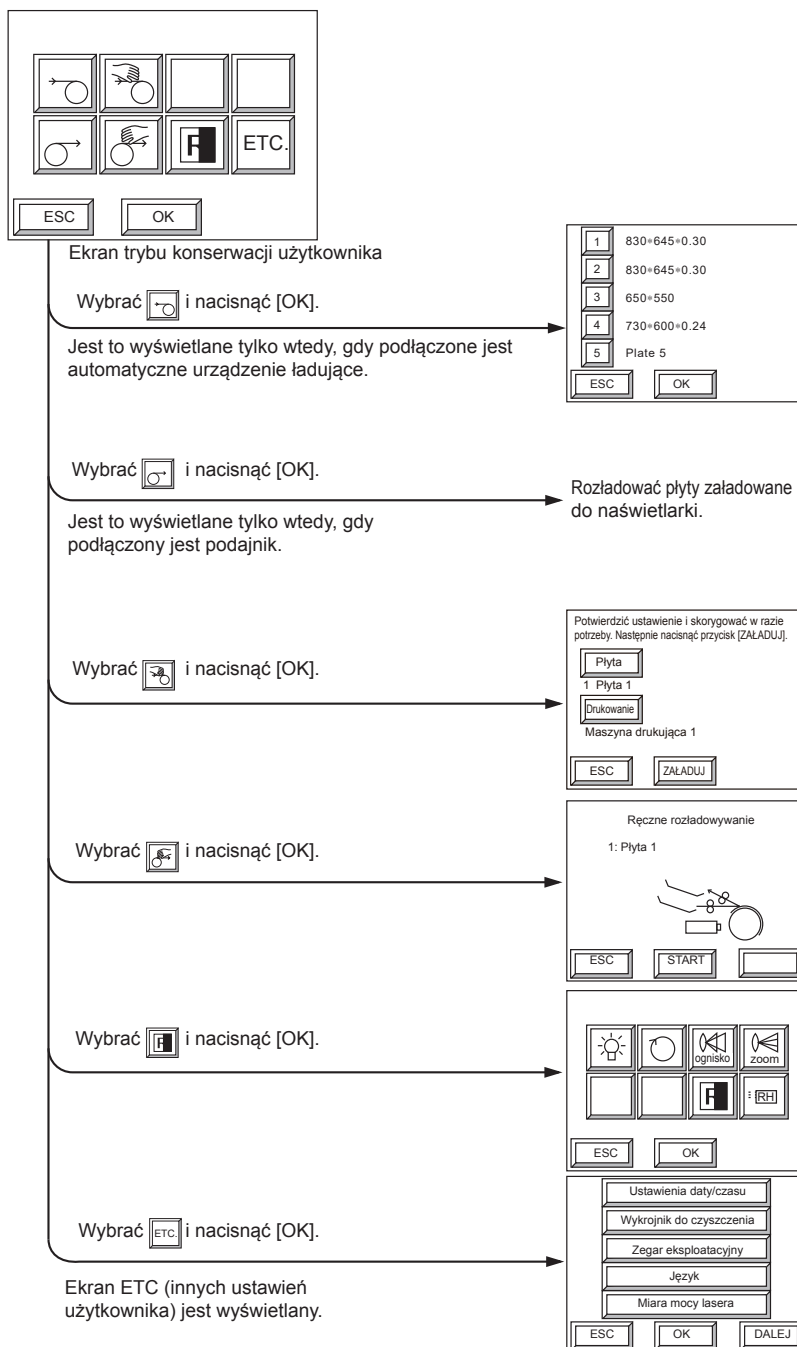 F
ETC.
ESC OK
Ekran trybu konserwacji użytkownika
Wybrać i nacisnąć [OK].
Jest to wyświetlane tylko wtedy, gdy podłączone jest
automatyczne urządzenie ładujące.
1 830*645*0.30
2 830*645*0.30
3 650*550
4 730*600*0.24
5 Plate 5
ESC OK
Wybrać i nacisnąć [OK].
Jest to wyświetlane tylko wtedy, gdy
podłączony jest podajnik.
Rozładować płyty załadowane
do naświetlarki.
Wybrać i nacisnąć [OK].
Potwierdzić ustawienie i skorygować w razie
potrzeby. Następnie nacisnąć przycisk [ZAŁADUJ].
Płyta
1 Płyta 1
Drukowanie
Maszyna drukująca 1
ESC ZAŁADUJ
Wybrać i nacisnąć [OK].
Ręczne rozładowywanie
1: Płyta 1
ESC START
Wybrać F i nacisnąć [OK].
ognisko zoom
F RH
ESC OK
Wybrać ETC. i nacisnąć [OK].
Ekran ETC (innych ustawień
użytkownika) jest wyświetlany.
Ustawienia daty/czasu
Wykrojnik do czyszczenia
Zegar eksploatacyjny
Język
Miara mocy lasera
ESC OK DALEJ